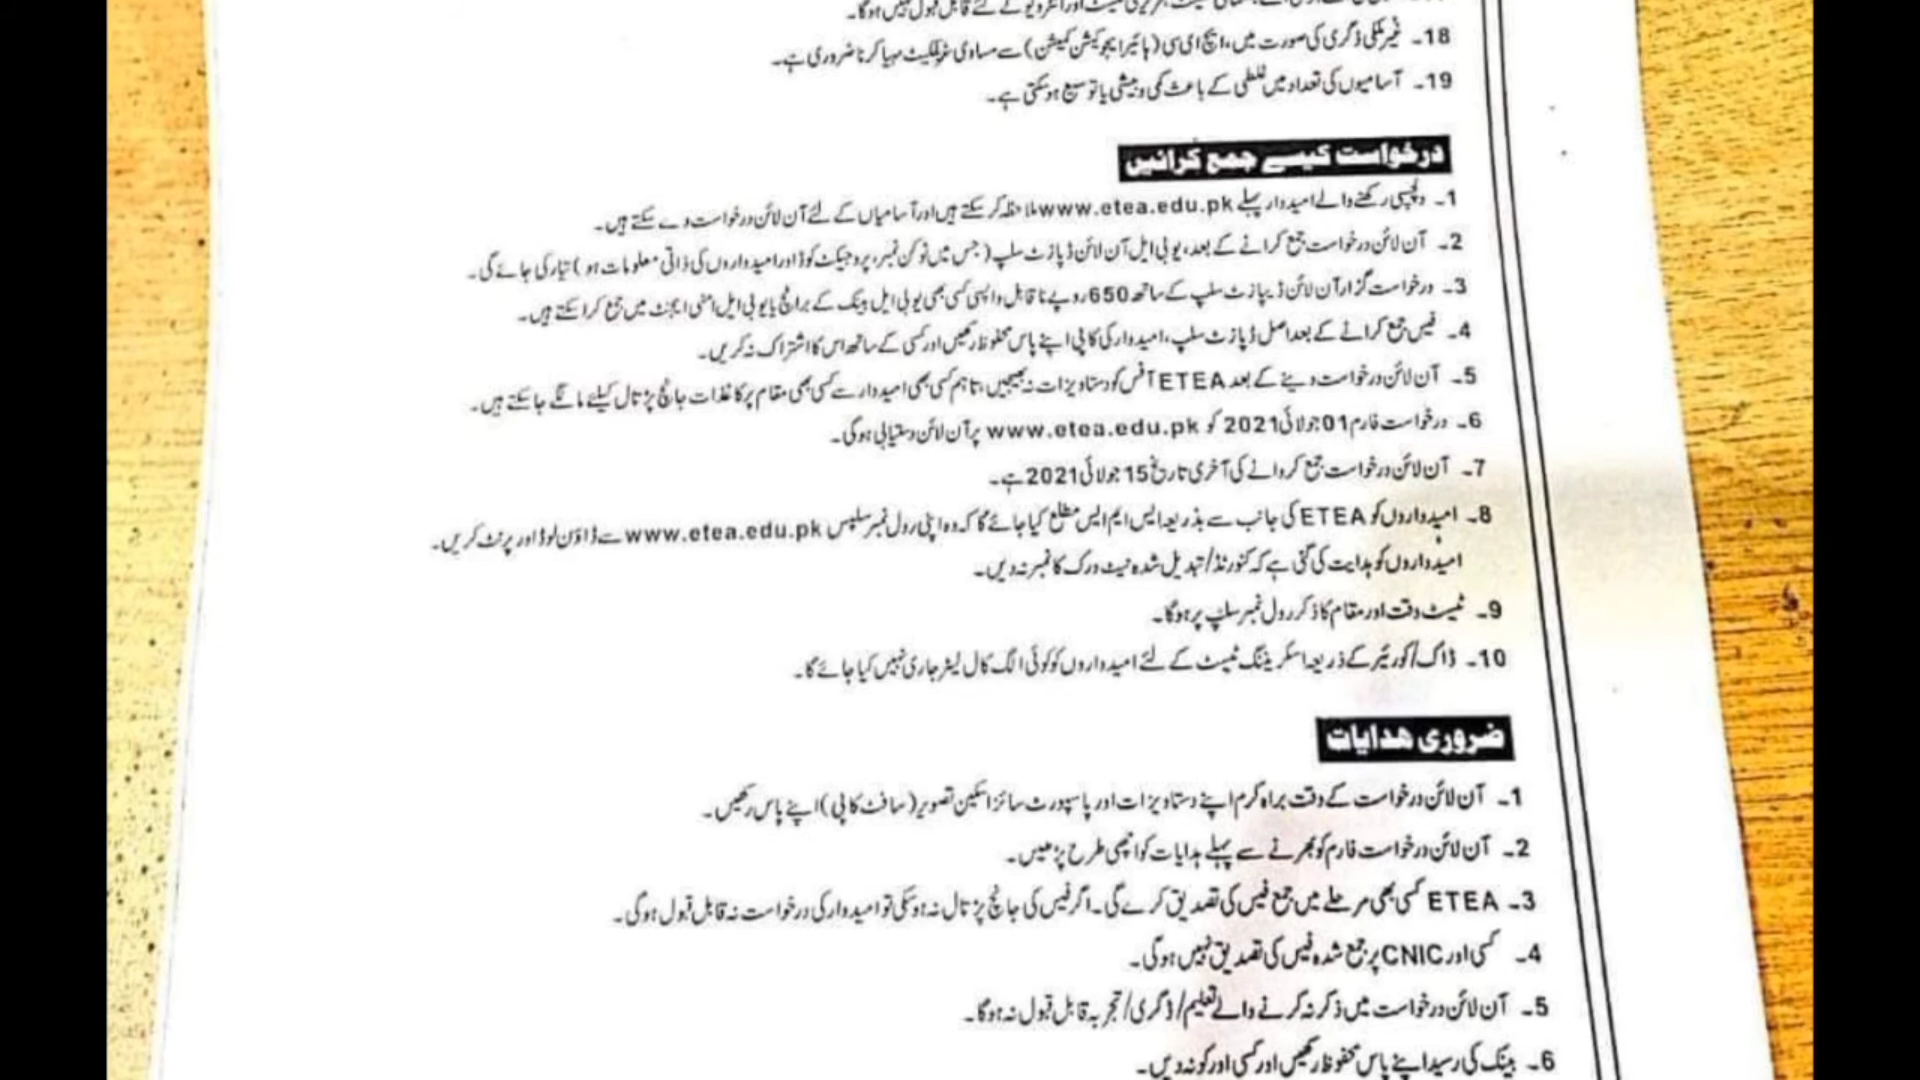 ٹیسٹ اور انٹرویو کے لئے قابل قبول نہیں ہوگا۔
18۔ غیر ملکی ڈگری کی صورت میں، ایچ ای سی (ہائیر ایجوکیشن کمیشن) سے مساوی سرٹیفکیٹ مہیا کرنا ضروری ہے۔
19۔ آسامیوں کی تعداد میں غلطی کے باعث کمی و بیشی یا توسیع ہو سکتی ہے۔
درخواست کیسے جمع کرائیں
1۔ دلچسپی رکھنے والے امیدوار پہلے www.etea.edu.pk ملاحظہ کر سکتے ہیں اور آسامیاں کے لئے آن لائن درخواست دے سکتے ہیں۔
2۔ آن لائن درخواست جمع کرانے کے بعد، یو بی ایل آن لائن ڈپازٹ سلپ (جس میں ٹوکن نمبر، پروجیکٹ کوڈ اور امیدواروں کی ذاتی معلومات ہو) تیار کی جائے گی۔
3۔ درخواست گزار آن لائن ڈیپازٹ سلپ کے ساتھ 650 روپے نا قابل واپسی کسی بھی یو بی ایل بینک کے برانچ یا یو بی ایل امنی ایجنٹ میں جمع کرا سکتے ہیں۔
4۔ فیس جمع کرانے کے بعد اصل ڈپازٹ سلپ، امیدوار کی کاپی اپنے پاس محفوظ رکھیں اور کسی کے ساتھ اس کا اشتراک نہ کریں۔
5۔ آن لائن درخواست دینے کے بعد ETEA آفس کو دستاویزات نہ بھیجیں، تاہم کسی بھی امیدوار سے کسی بھی مقام پر کاغذات جانچ پڑتال کیلئے مانگے جا سکتے ہیں۔
6۔ درخواست فارم 01 جولائی 2021 کو www.etea.edu.pk پر آن لائن دستیابی ہوگی۔
7۔ آن لائن درخواست جمع کروانے کی آخری تاریخ 15 جولائی 2021 ہے۔
8۔ امیدواروں کو ETEA کی جانب سے بذریعہ ایس ایم ایس مطلع کیا جائے گا کہ وہ اپنی رول نمبر سلپس www.etea.edu.pk سے ڈاؤن لوڈ اور پرنٹ کریں۔
امیدواروں کو ہدایت کی گئی ہے کہ کنورٹڈ/تبدیل شدہ نیٹ ورک کا نمبر نہ دیں۔
9۔ ٹیسٹ وقت اور مقام کا ذکر رول نمبر سلپ پر ہوگا۔
10۔ ڈاک/کورئیر کے ذریعہ اسکریننگ ٹیسٹ کے لئے امیدواروں کو کوئی الگ کال لیٹر جاری نہیں کیا جائے گا۔
ضروری ھدایات
1۔ آن لائن درخواست کے وقت براہ کرم اپنے دستاویزات اور پاسپورٹ سائز اسکین تصویر (سافٹ کاپی) اپنے پاس رکھیں۔
2۔ آن لائن درخواست فارم کو بھرنے سے پہلے ہدایات کو اچھی طرح پڑھیں۔
3۔ ETEA کسی بھی مرحلے میں جمع فیس کی تصدیق کرے گی۔ اگر فیس کی جانچ پڑتال نہ ہو سکی تو امیدوار کی درخواست نہ قابل قبول ہوگی۔
4۔ کسی اور CNIC پر جمع شدہ فیس کی تصدیق نہیں ہوگی۔
5۔ آن لائن درخواست میں ذکر نہ کرنے والے تعلیم/ڈگری/تجربہ قابل قبول نہ ہوگا۔
6۔ بینک کی رسید اپنے پاس محفوظ رکھیں اور کسی اور کو نہ دیں۔